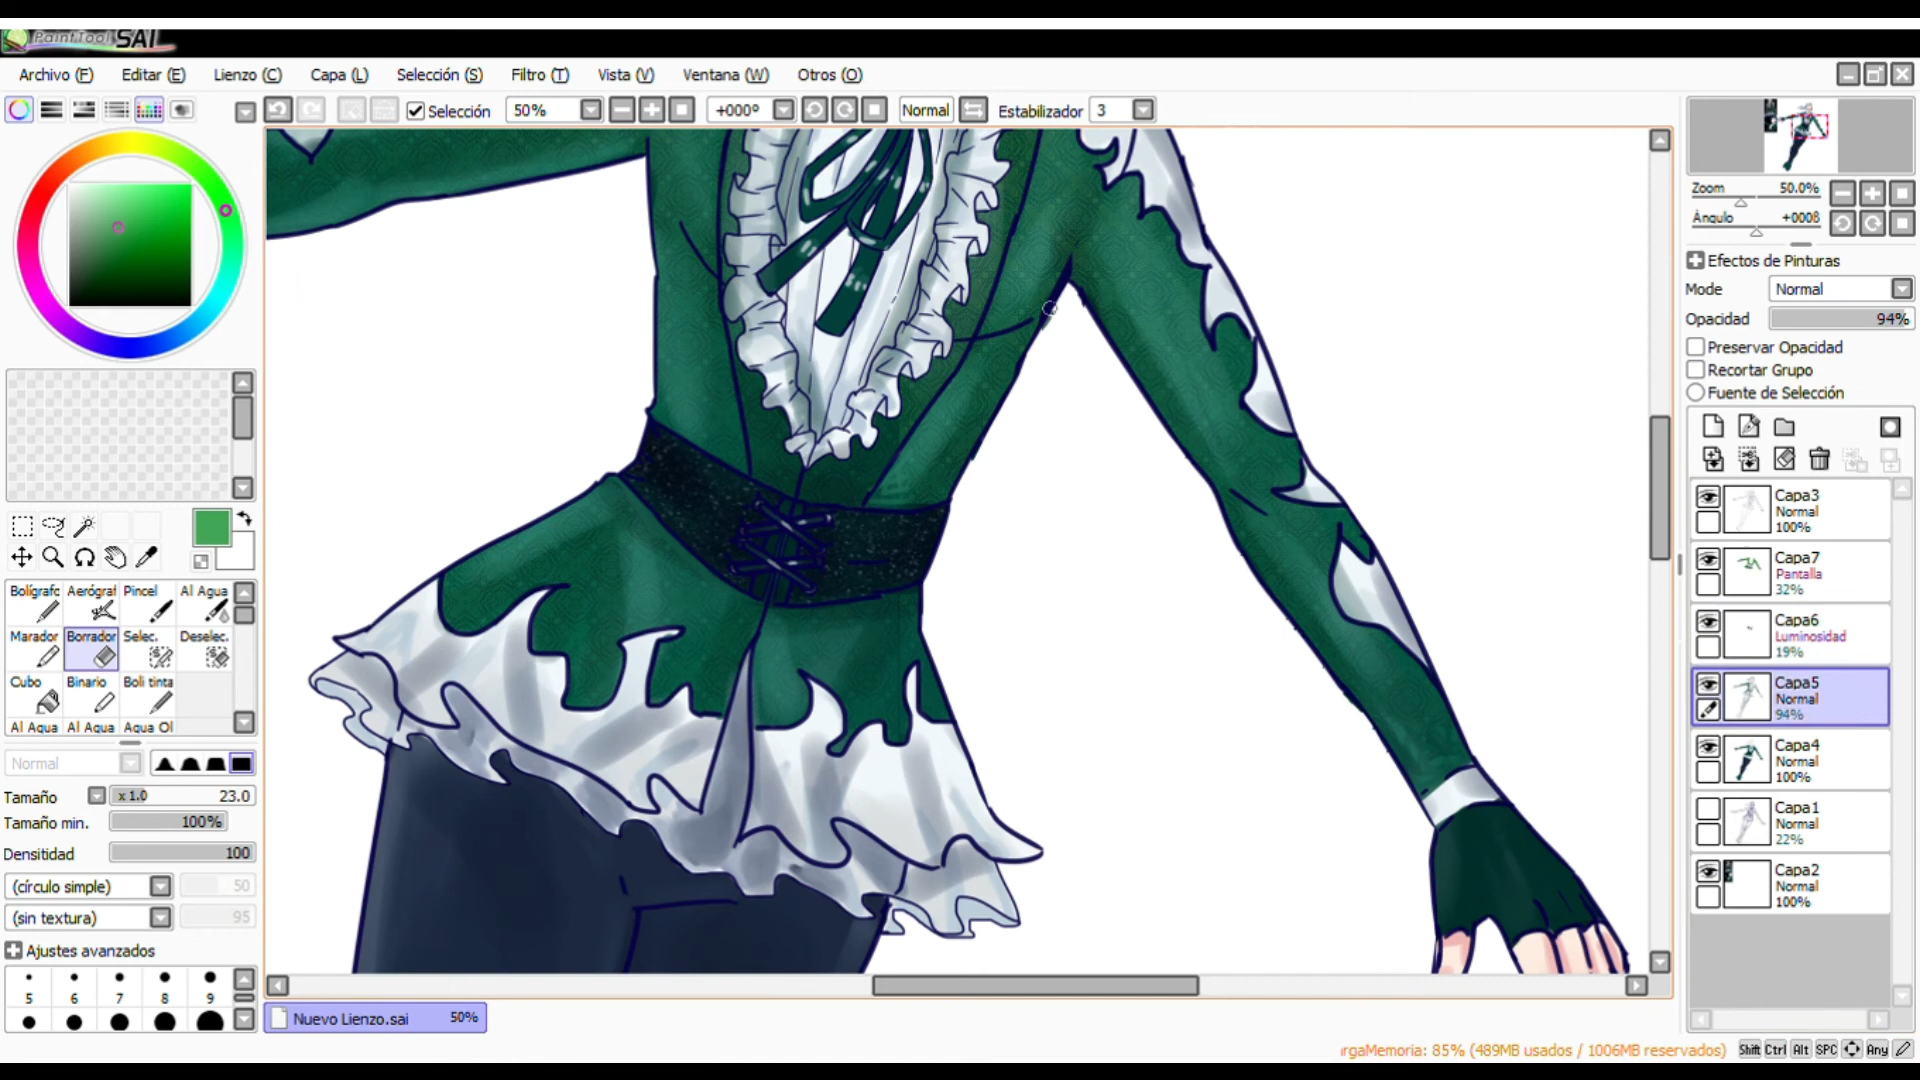 PaintTool SAI
Archivo (F) Editar (E) Lienzo (C) Capa (L) Selección (S) Filtro (T) Vista (V) Ventana (W) Otros (O)
Selección 50% +000º Normal Estabilizador 3
Zoom 50.0%
Ángulo +000ß
Efectos de Pinturas
Mode Normal
Opacidad 94%
Preservar Opacidad
Recortar Grupo
Fuente de Selección
Capa3
Normal
100%
Capa7
Pantalla
32%
Capa6
Luminosidad
19%
Capa5
Normal
94%
Capa4
Normal
100%
Capa1
Normal
22%
Capa2
Normal
100%
Bolígrafo Aerógraf Pincel Al Agua
Marador Borrador Selec. Deselec.
Cubo Binario Boli tinta
Al Agua Al Agua Agua Ol
Normal
Tamaño x 1.0 23.0
Tamaño min. 100%
Densitidad 100
(círculo simple) 50
(sin textura) 95
Ajustes avanzados
5 6 7 8 9
Nuevo Lienzo.sai 50%
rgaMemoria: 85% (489MB usados / 1006MB reservados) Shift Ctrl Alt SPC Any